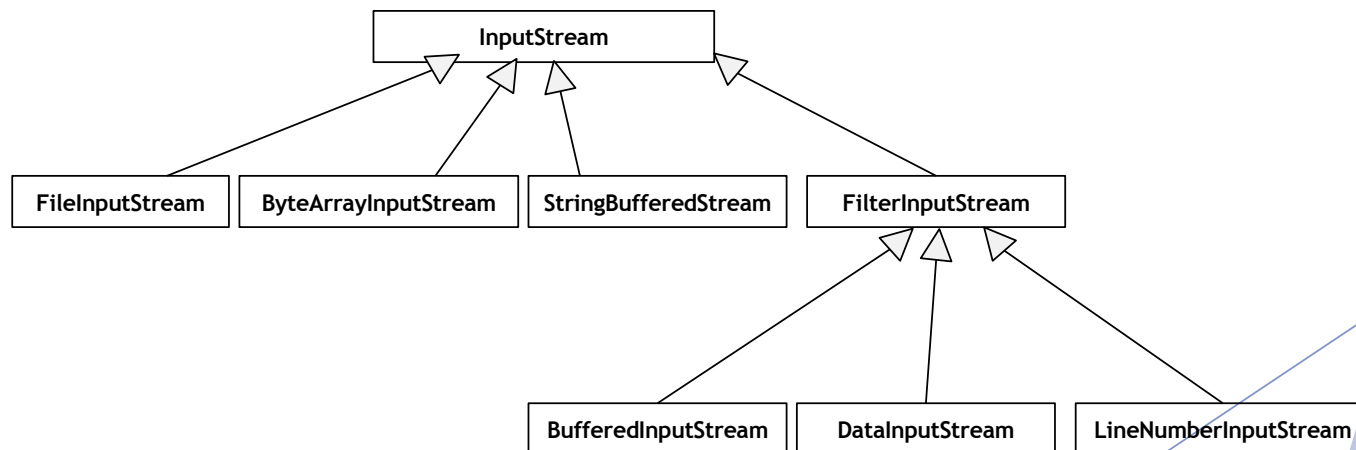 InputStream
FileInputStream ByteArrayInputStream StringBufferedStream FilterInputStream
BufferedInputStream DataInputStream LineNumberInputStream